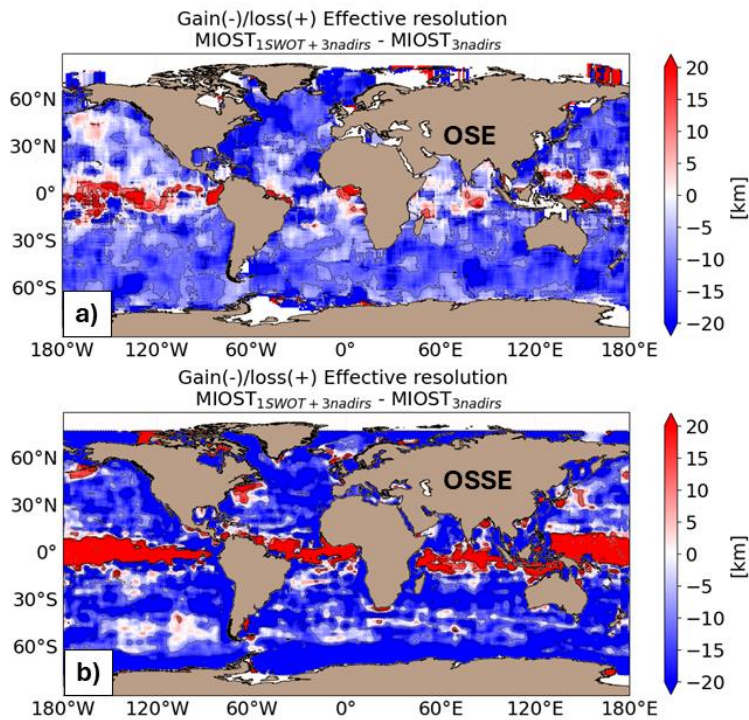 Gain(-)/loss(+) Effective resolution
MIOST1SWOT+3nadirs - MIOST3nadirs
60°N
30°N
0°
30°S
60°S
OSE
a)
180°W 120°W 60°W 0° 60°E 120°E 180°E
20
15
10
5
0
−5
−10
−15
−20
[km]
Gain(-)/loss(+) Effective resolution
MIOST1SWOT+3nadirs - MIOST3nadirs
60°N
30°N
0°
30°S
60°S
OSSE
b)
180°W 120°W 60°W 0° 60°E 120°E 180°E
20
15
10
5
0
−5
−10
−15
−20
[km]